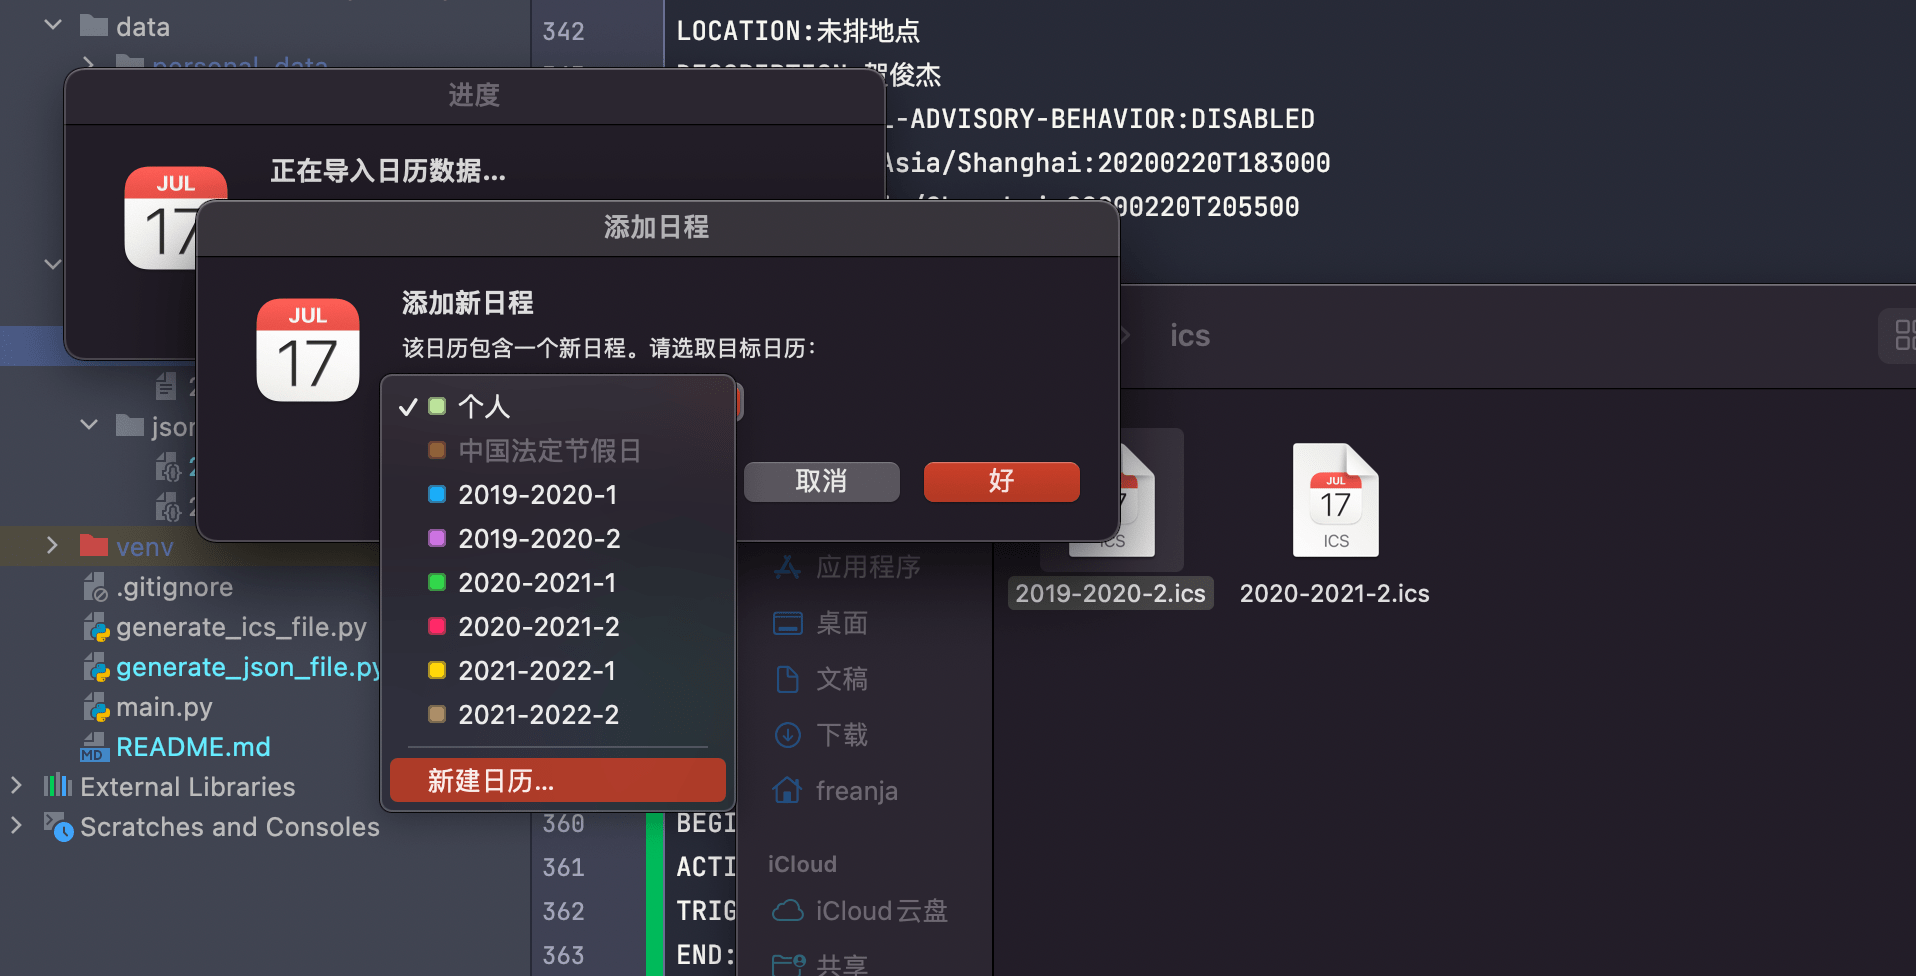 data
personal_data
进度
JUL
17
正在导入日历数据...
添加日程
JUL
17
添加新日程
该日历包含一个新日程。请选取目标日历：
✓ 个人
中国法定节假日
2019-2020-1
2019-2020-2
2020-2021-1
2020-2021-2
2021-2022-1
2021-2022-2
新建日历...
取消
好
json
venv
.gitignore
generate_ics_file.py
generate_json_file.py
main.py
MD README.md
External Libraries
Scratches and Consoles
342
LOCATION:未排地点
俊杰
-ADVISORY-BEHAVIOR:DISABLED
Asia/Shanghai:20200220T183000
00220T205500
360
BEGI
361
ACTI
362
TRIG
363
END:
ics
应用程序
桌面
文稿
下载
freanja
iCloud
iCloud云盘
共享
ICS
2019-2020-2.ics
JUL
17
ICS
2020-2021-2.ics